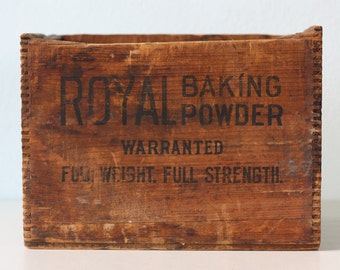 ROYAL BAKING POWDER
WARRANTED
FULL WEIGHT. FULL STRENGTH.